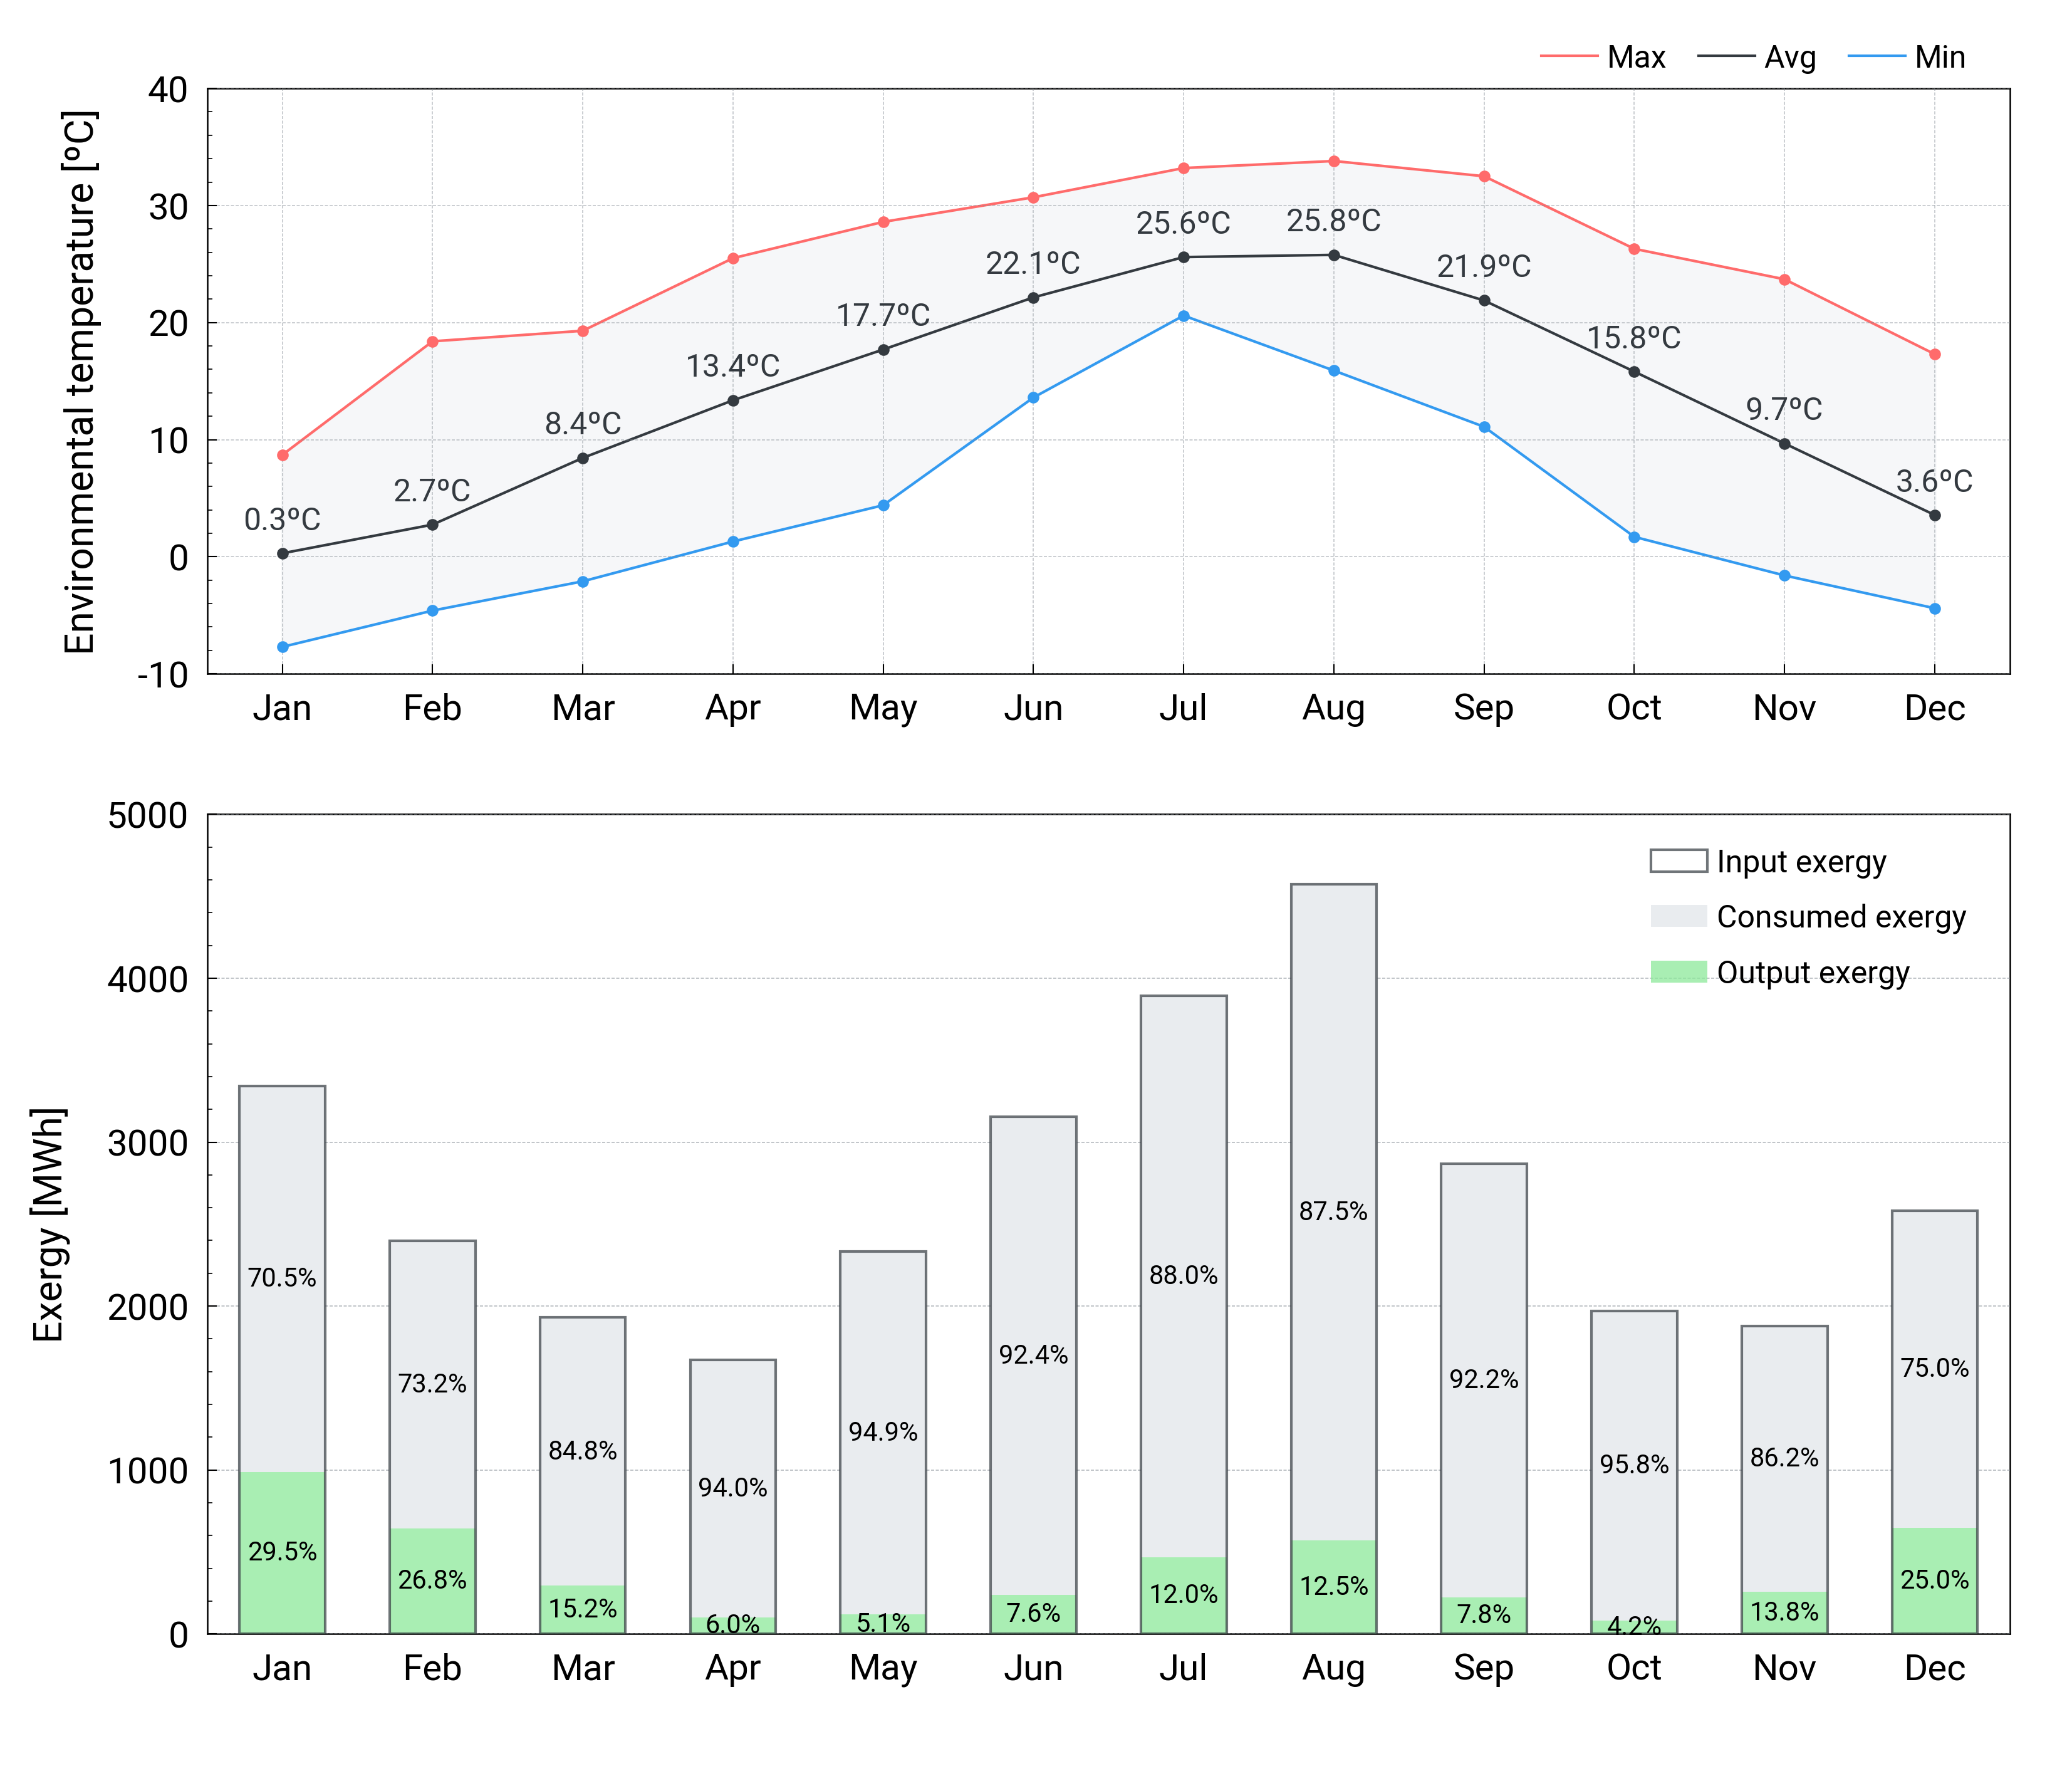 Max Avg Min
Environmental temperature [ºC]
40
30
20
10
0
-10
0.3ºC 2.7ºC 8.4ºC 13.4ºC 17.7ºC 22.1ºC 25.6ºC 25.8ºC 21.9ºC 15.8ºC 9.7ºC 3.6ºC
Jan Feb Mar Apr May Jun Jul Aug Sep Oct Nov Dec
Exergy [MWh]
5000
4000
3000
2000
1000
0
Input exergy
Consumed exergy
Output exergy
70.5% 73.2% 84.8% 94.0% 94.9% 92.4% 88.0% 87.5% 92.2% 95.8% 86.2% 75.0%
29.5% 26.8% 15.2% 6.0% 5.1% 7.6% 12.0% 12.5% 7.8% 4.2% 13.8% 25.0%
Jan Feb Mar Apr May Jun Jul Aug Sep Oct Nov Dec